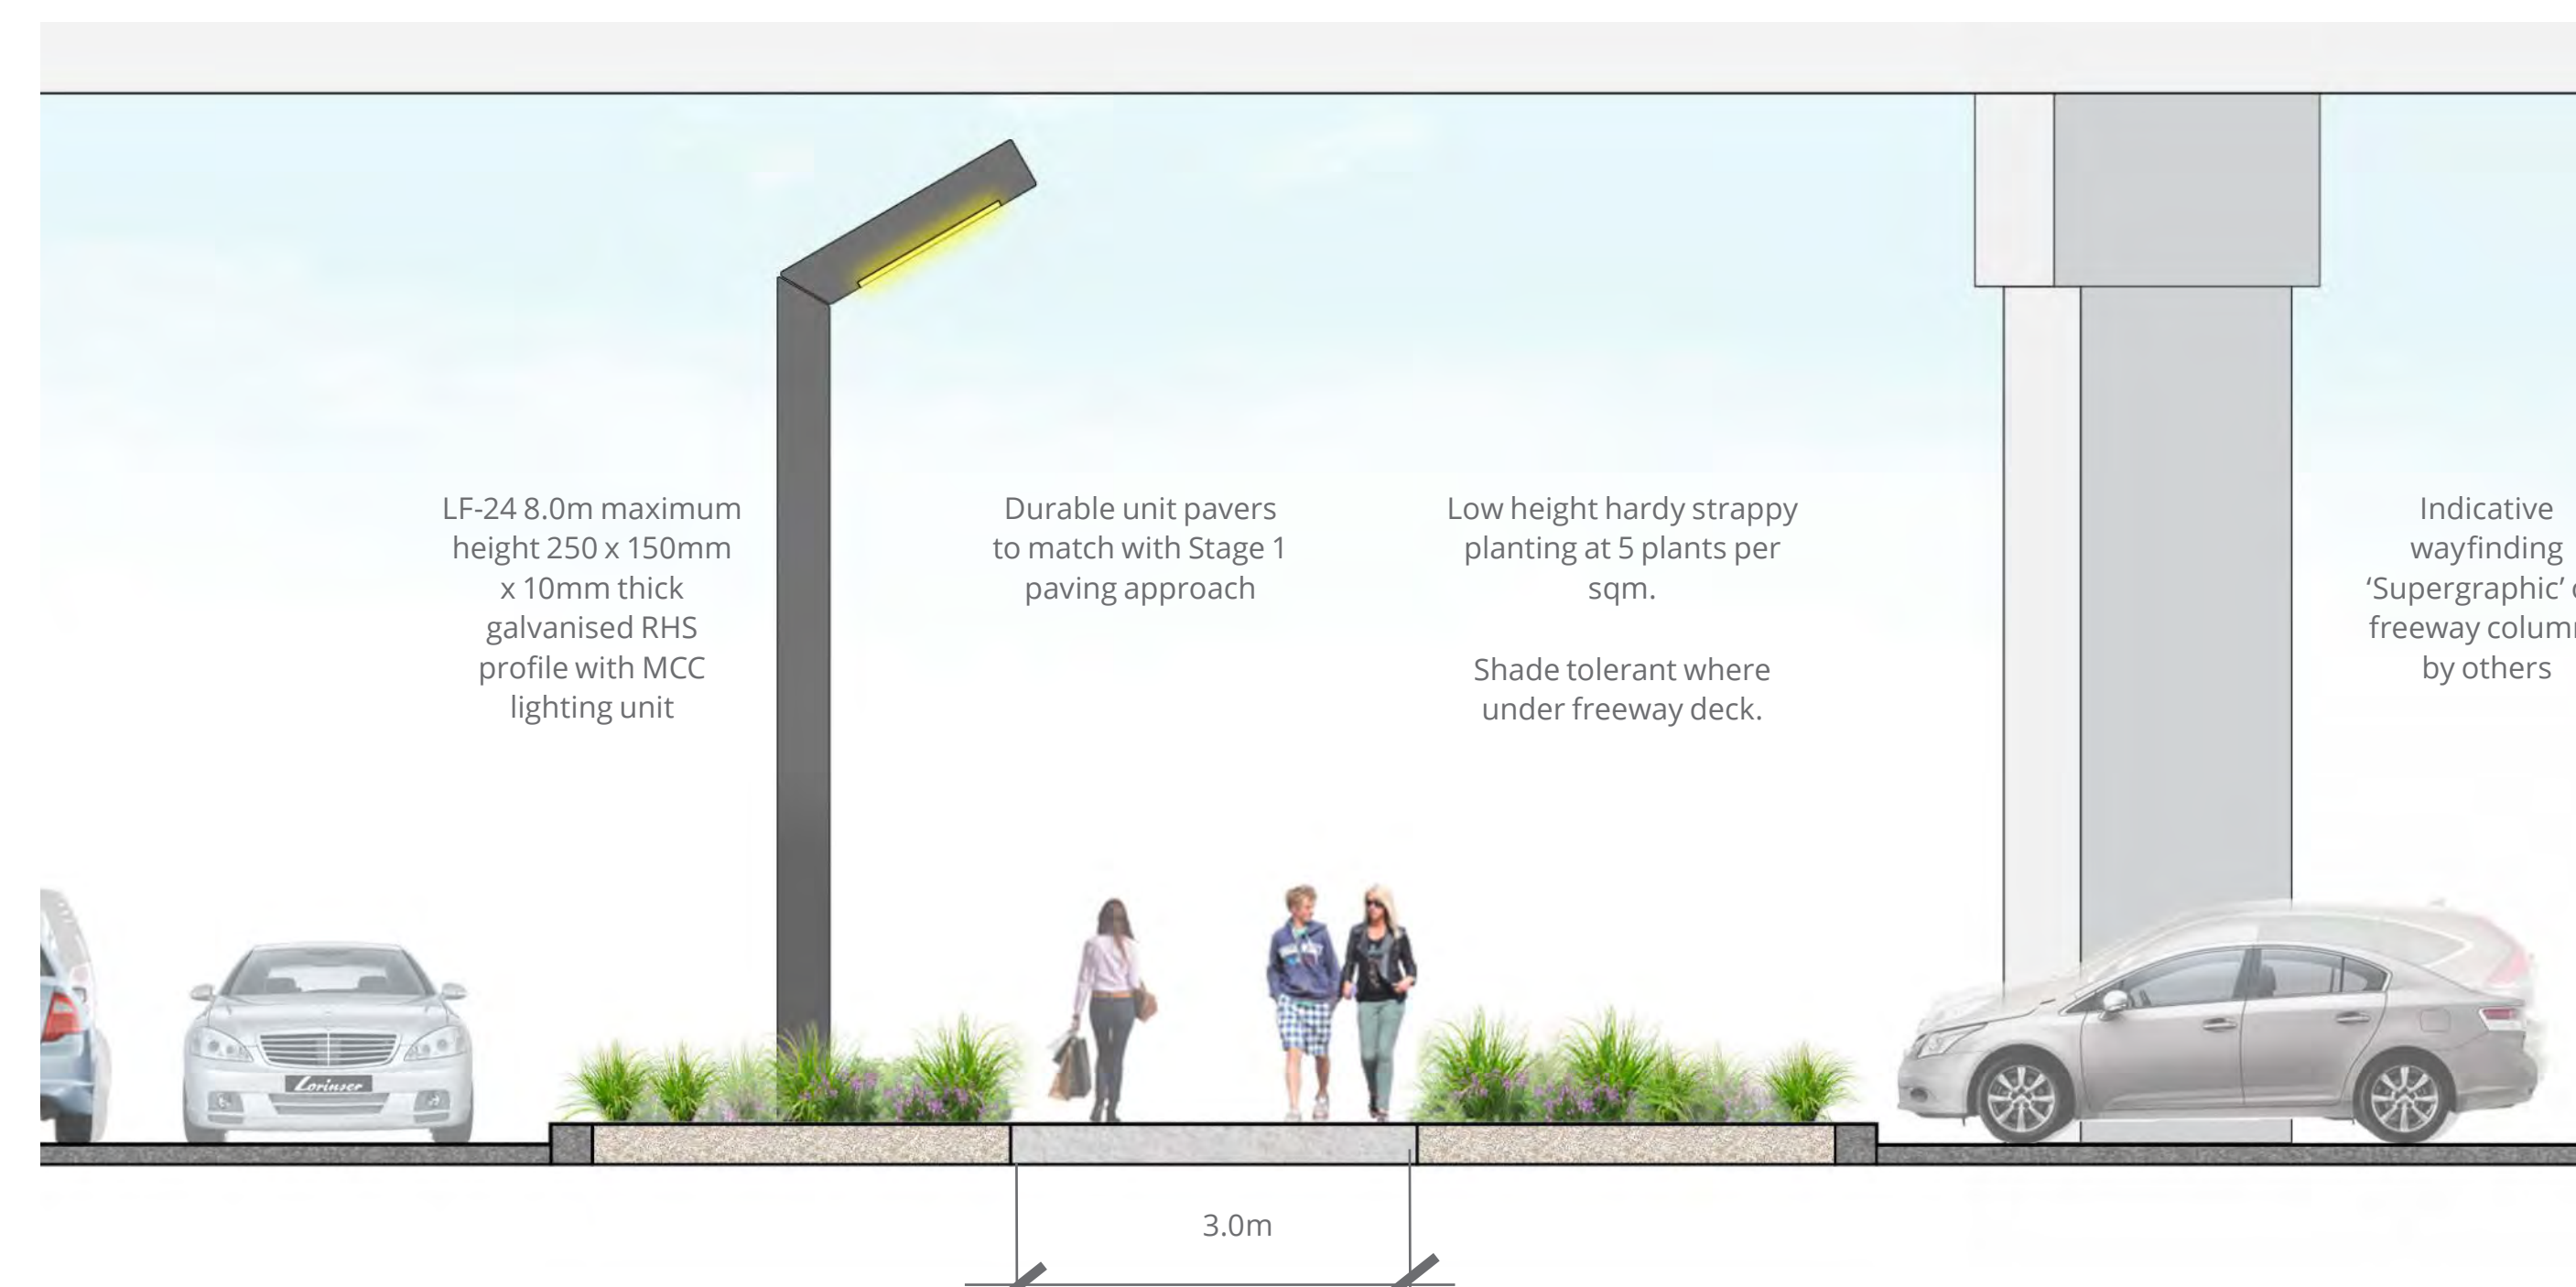 LF-24 8.0m maximum
height 250 x 150mm
x 10mm thick
galvanised RHS
profile with MCC
lighting unit
Durable unit pavers
to match with Stage 1
paving approach
Low height hardy strappy
planting at 5 plants per
sqm.
Shade tolerant where
under freeway deck.
Indicative
wayfinding
‘Supergraphic’
freeway
by others
Lorinser
3.0m